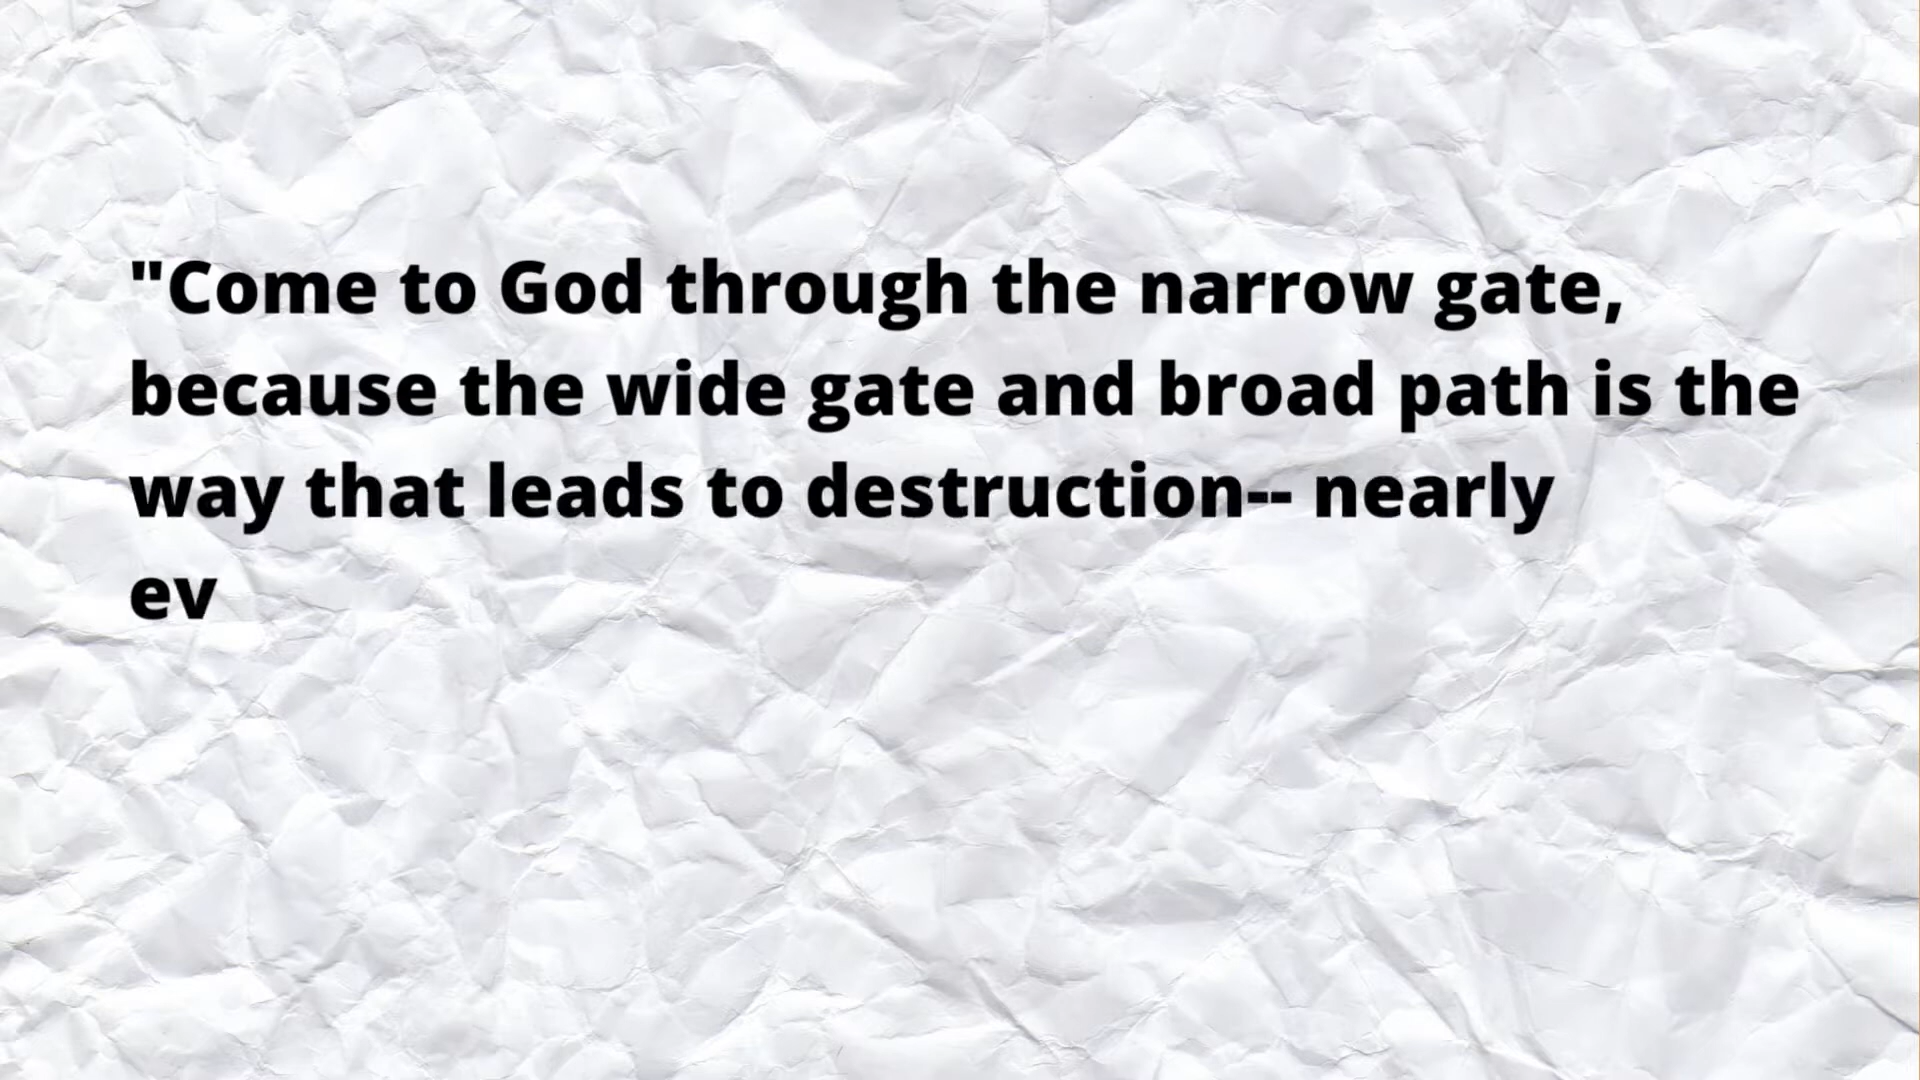 "Come to God through the narrow gate,
because the wide gate and broad path is the
way that leads to destruction-- nearly
ev